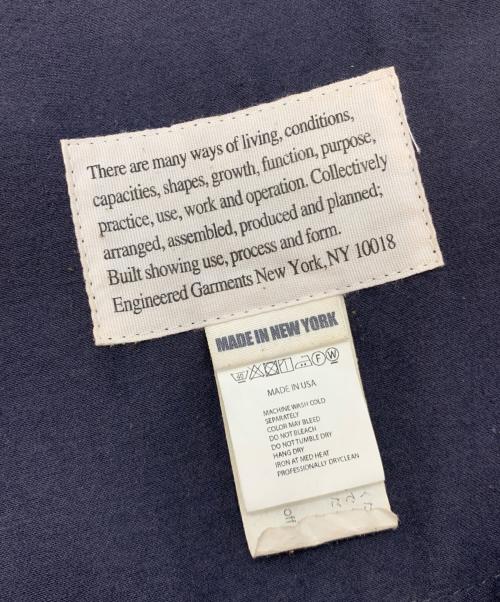 There are many ways of living, conditions,
capacities, shapes, growth, function, purpose,
practice, use, work and operation. Collectively
arranged, assembled, produced and planned;
Built showing use, process and form.
Engineered Garments New York, NY 10018
MADE IN NEW YORK
MADE IN USA
MACHINE WASH COLD
SEPARATELY
COLOR MAY BLEED
DO NOT BLEACH
DO NOT TUMBLE DRY
HANG DRY
IRON AT MED HEAT
PROFESSIONALLY DRYCLEAN
off